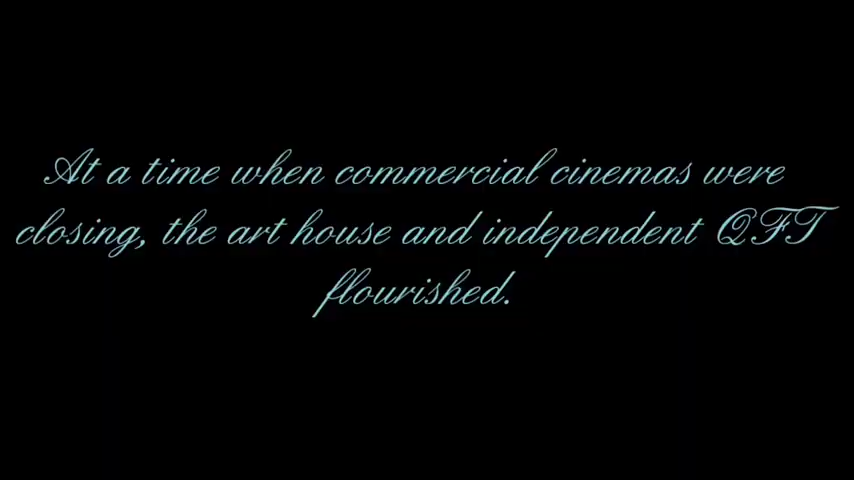 At a time when commercial cinemas were
closing, the art house and independent QFT
flourished.